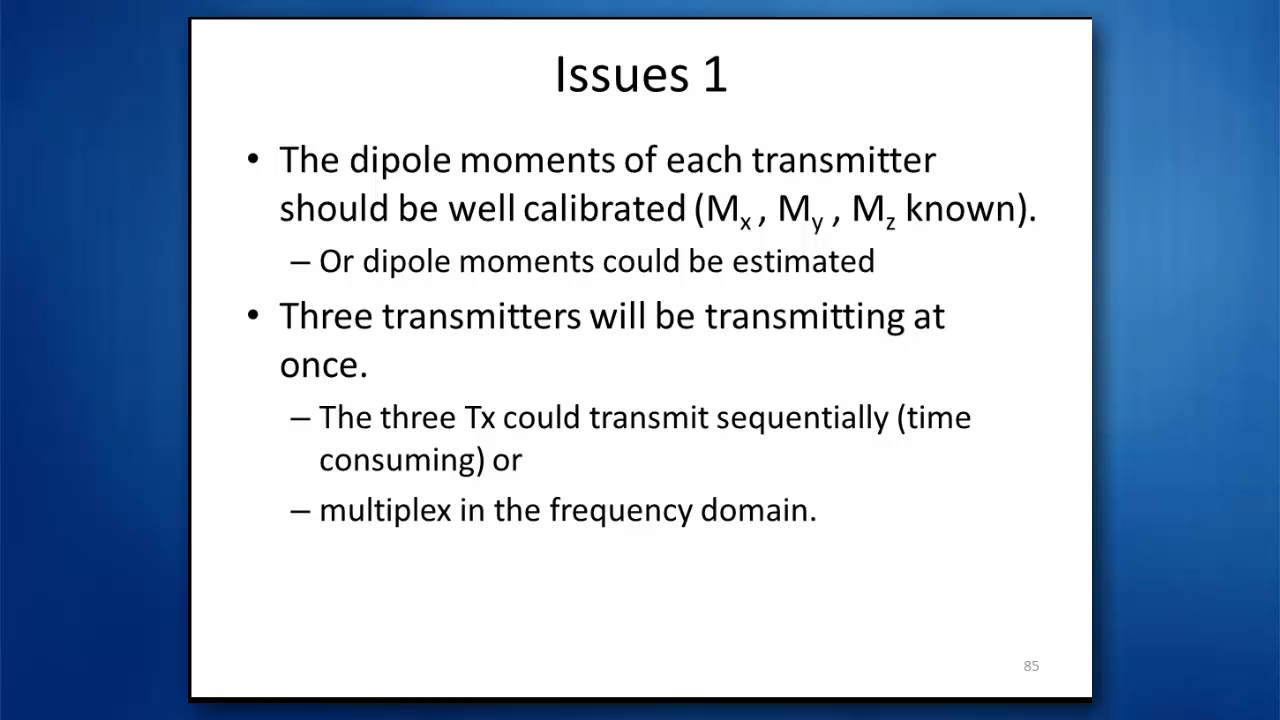 Issues 1
• The dipole moments of each transmitter
should be well calibrated (Mx , My , Mz known).
– Or dipole moments could be estimated
• Three transmitters will be transmitting at
once.
– The three Tx could transmit sequentially (time
consuming) or
– multiplex in the frequency domain.
85